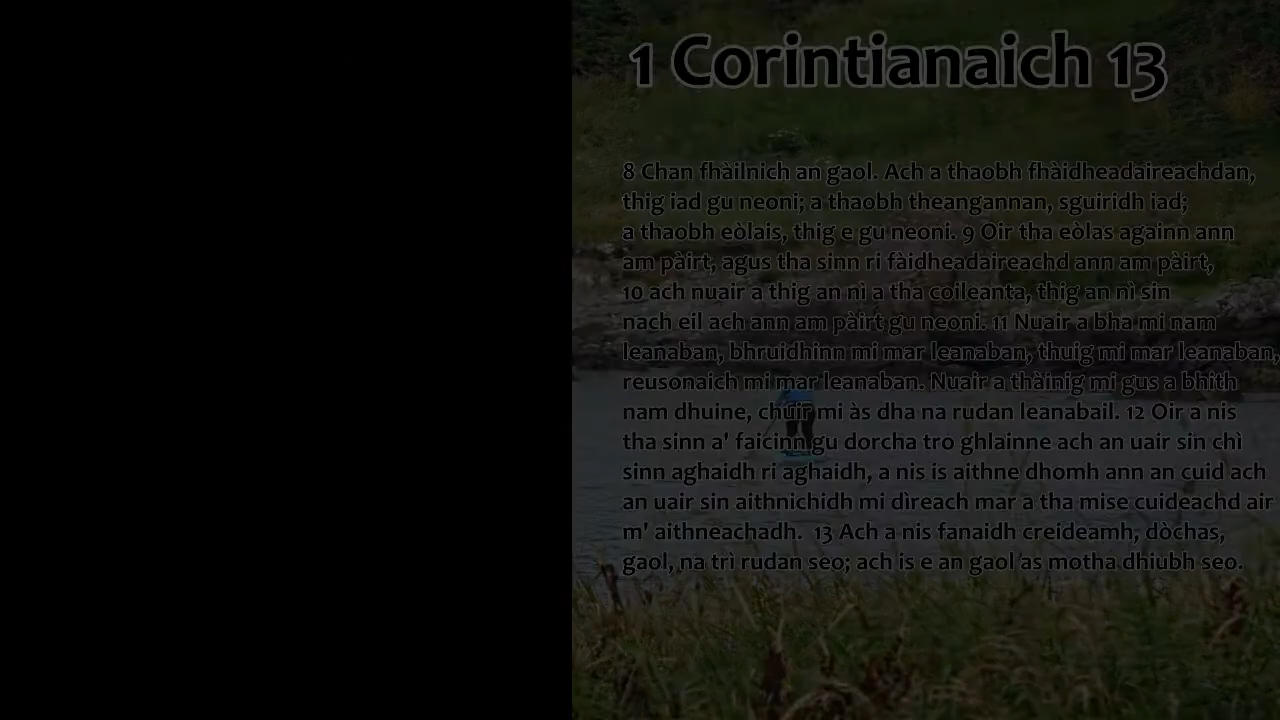 1 Corintianaich 13
8 Chan fhàilnich an gaol. Ach a thaobh fhàidheadaireachdan,
thig iad gu neoni; a thaobh theangannan, sguiridh iad;
a thaobh eòlais, thig e gu neoni. 9 Oir tha eòlas againn ann
am pàirt, agus tha sinn ri fàidheadaireachd ann am pàirt,
10 ach nuair a thig an nì a tha coileanta, thig an nì sin
nach eil ach ann am pàirt gu neoni. 11 Nuair a bha mi nam
leanaban, bhruidhinn mi mar leanaban, thuig mi mar leanaban,
reusonaich mi mar leanaban. Nuair a thàinig mi gus a bhith
nam dhuine, chuir mi às dha na rudan leanabail. 12 Oir a nis
tha sinn a' faicinn gu dorcha tro ghlainne ach an uair sin chì
sinn aghaidh ri aghaidh, a nis is aithne dhomh ann an cuid ach
an uair sin aithnichidh mi dìreach mar a tha mise cuideachd air
m' aithneachadh. 13 Ach a nis fanaidh creideamh, dòchas,
gaol, na trì rudan seo; ach is e an gaol as motha dhiubh seo.